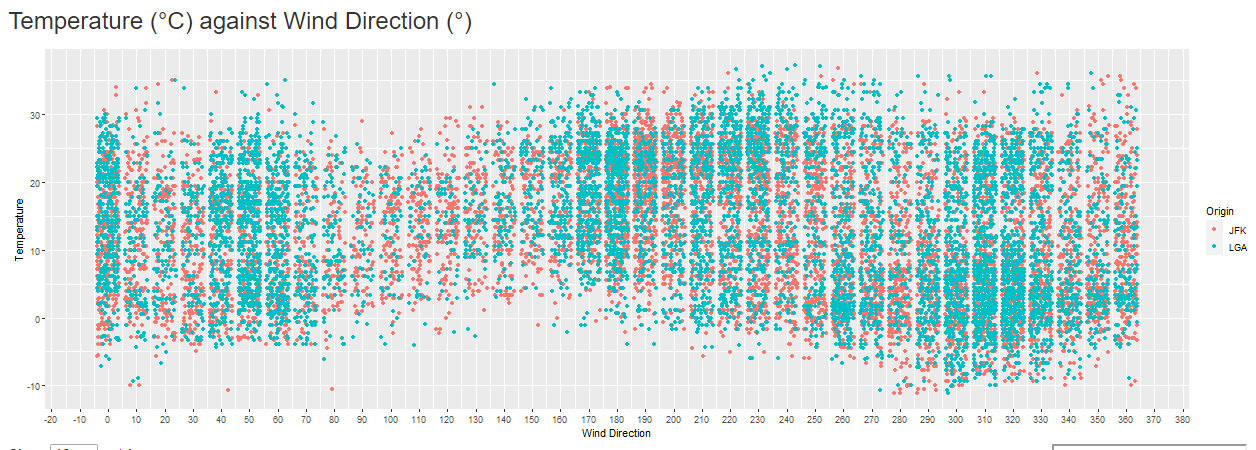 Temperature (°C) against Wind Direction (°)
30
20
10
0
-10
Temperature
-20 -10 0 10 20 30 40 50 60 70 80 90 100 110 120 130 140 150 160 170 180 190 200 210 220 230 240 250 260 270 280 290 300 310 320 330 340 350 360 370 380
Wind Direction
Origin
JFK
LGA